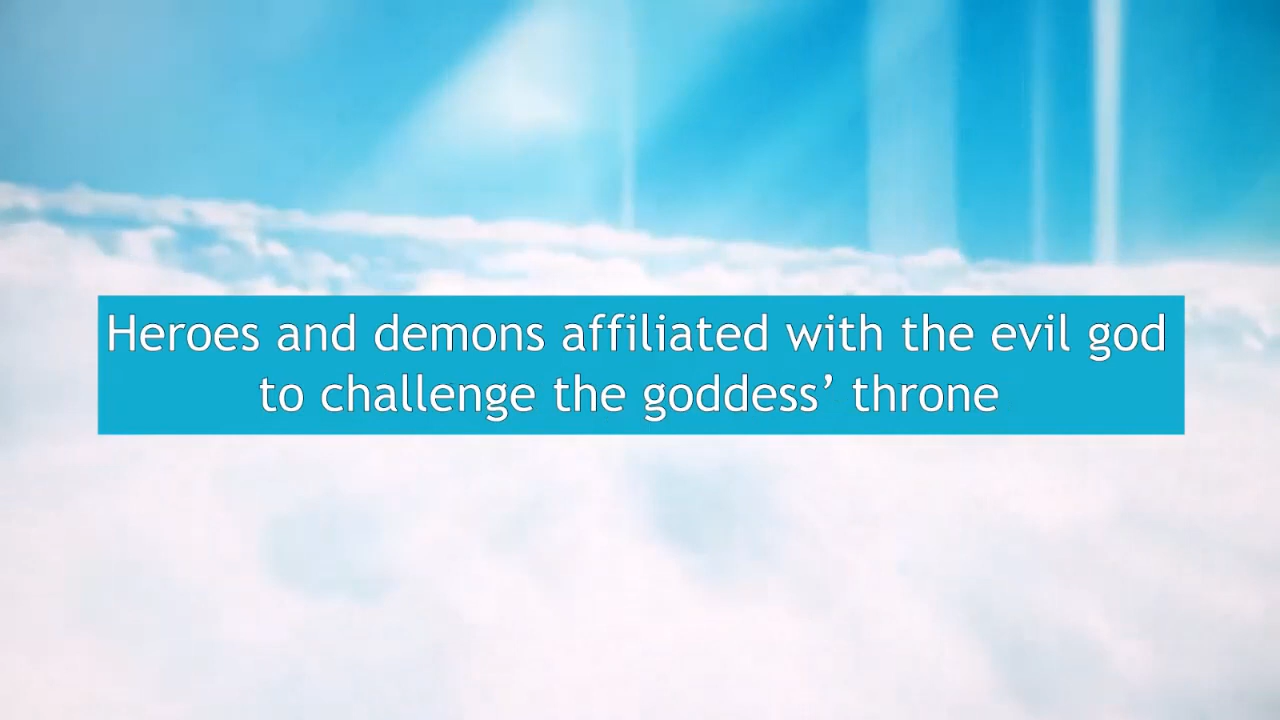 Heroes and demons affiliated with the evil god
to challenge the goddess’ throne